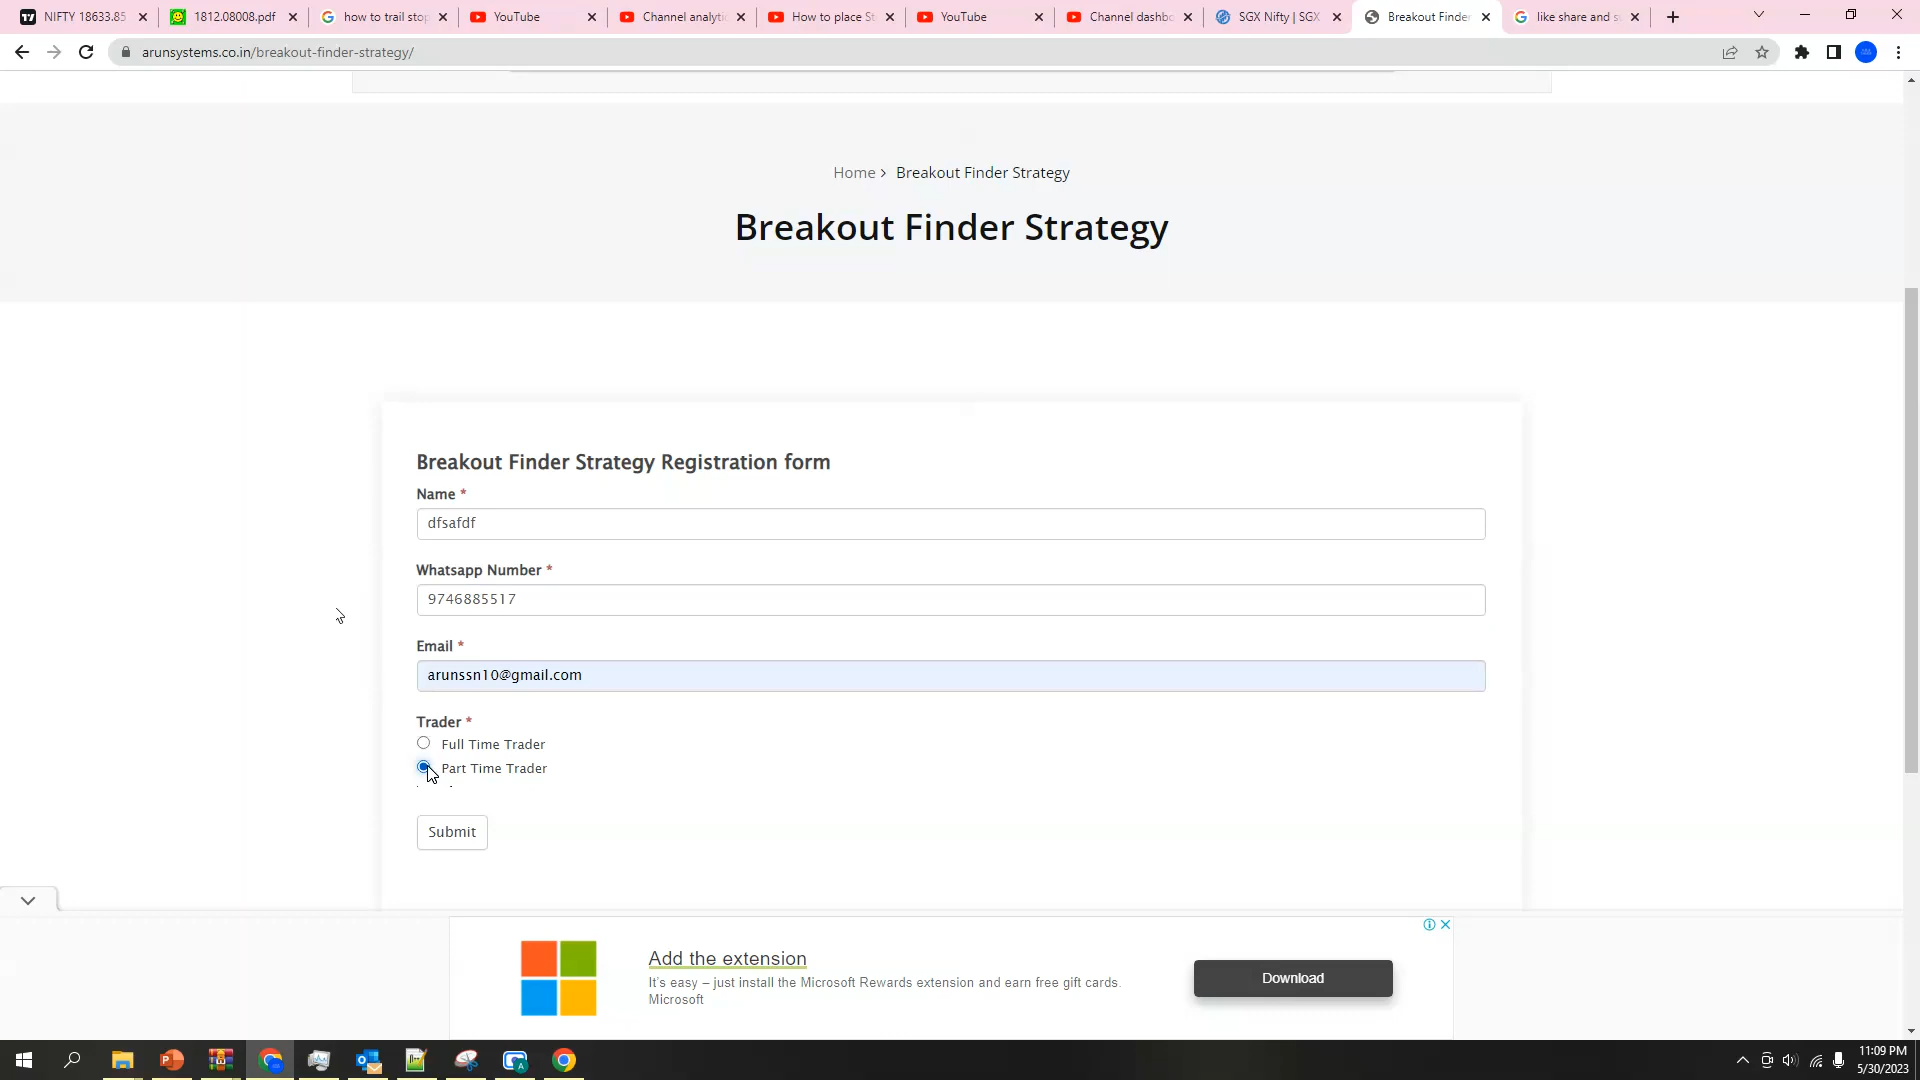 NIFTY 18633.85
1812.08008.pdf
how to trail stop
YouTube
Channel analyti
How to place St
YouTube
Channel dashbo
SGX Nifty | SGX
Breakout Finder
like share and s
arunsystems.co.in/breakout-finder-strategy/
Home > Breakout Finder Strategy
Breakout Finder Strategy
Breakout Finder Strategy Registration form
Name *
dfsafdf
Whatsapp Number *
9746885517
Email *
arunssn10@gmail.com
Trader *
Full Time Trader
Part Time Trader
Submit
Add the extension
It's easy – just install the Microsoft Rewards extension and earn free gift cards.
Microsoft
Download
11:09 PM
5/30/2023